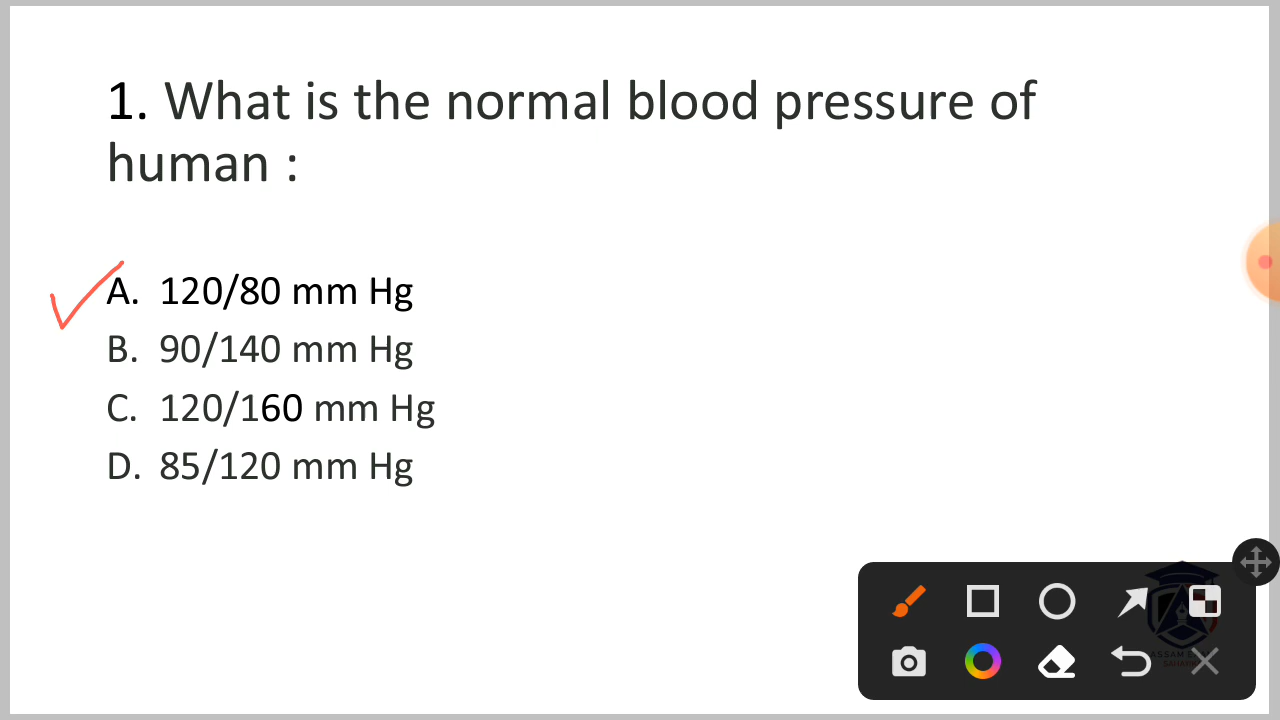 1. What is the normal blood pressure of
human :
A. 120/80 mm Hg
B. 90/140 mm Hg
C. 120/160 mm Hg
D. 85/120 mm Hg